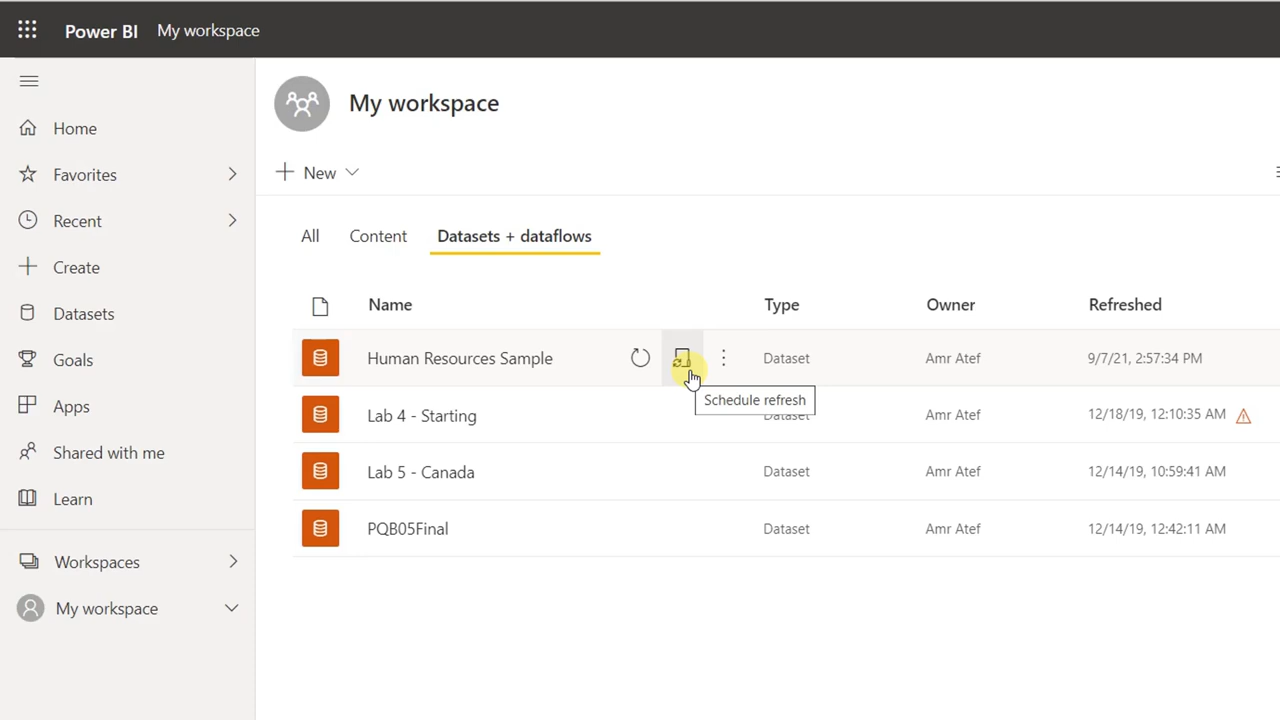 Power BI My workspace
My workspace
Home
Favorites
Recent
Create
Datasets
Goals
Apps
Shared with me
Learn
Workspaces
My workspace
New
All Content Datasets + dataflows
Name Type Owner Refreshed
Human Resources Sample Dataset Amr Atef 9/7/21, 2:57:34 PM
Schedule refresh
Lab 4 - Starting Dataset Amr Atef 12/18/19, 12:10:35 AM
Lab 5 - Canada Dataset Amr Atef 12/14/19, 10:59:41 AM
PQB05Final Dataset Amr Atef 12/14/19, 12:42:11 AM